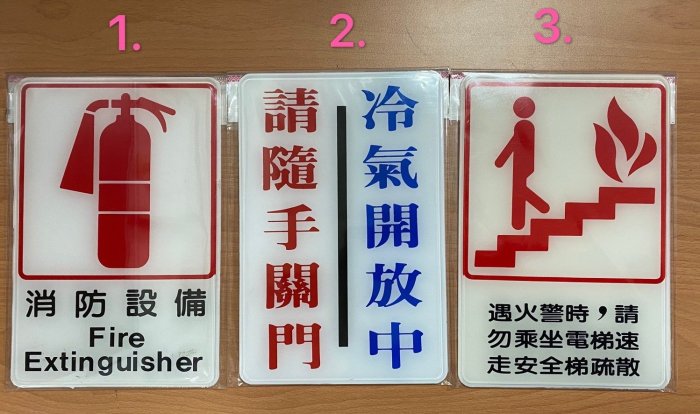 1.
2.
3.
消防設備
Fire
Extinguisher
冷氣開放中
請隨手關門
遇火警時，請
勿乘坐電梯速
走安全梯疏散